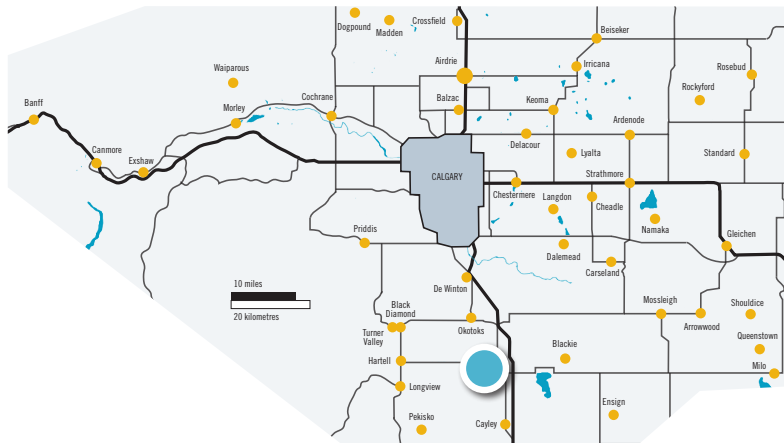 Dogpound
Madden
Crossfield
Beiseker
Airdrie
Irricana
Waiparous
Rosebud
Rockyford
Banff
Morley
Cochrane
Balzac
Keoma
Ardenode
Delacour
Lyalta
Standard
Canmore
Exshaw
CALGARY
Strathmore
Chestermere
Langdon
Cheadle
Namaka
Priddis
Gleichen
Dalemead
Carseland
10 miles
20 kilometres
De Winton
Black
Diamond
Mossleigh
Shouldice
Turner
Valley
Okotoks
Arrowwood
Blackie
Queenstown
Hartell
Milo
Longview
Ensign
Pekisko
Cayley